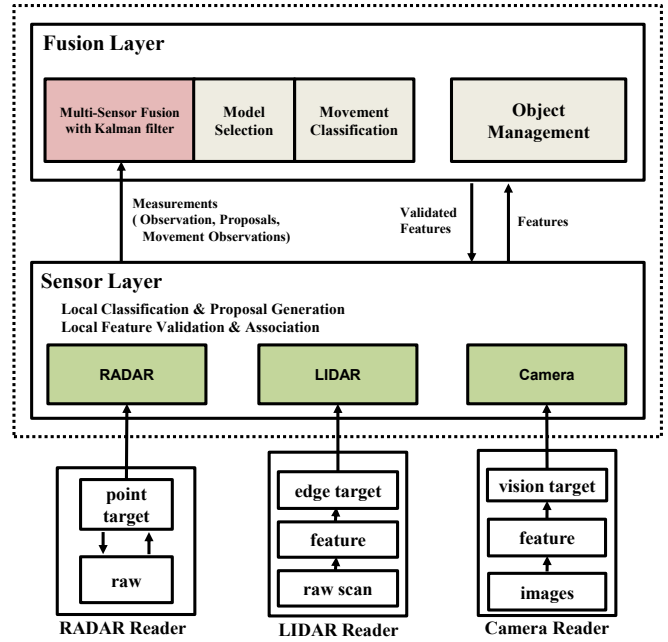 Fusion Layer
Multi-Sensor Fusion
with Kalman filter
Model
Selection
Movement
Classification
Object
Management
Measurements
( Observation, Proposals,
Movement Observations)
Validated
Features
Features
Sensor Layer
Local Classification & Proposal Generation
Local Feature Validation & Association
RADAR
LIDAR
Camera
point
target
raw
RADAR Reader
edge target
feature
raw scan
LIDAR Reader
vision target
feature
images
Camera Reader